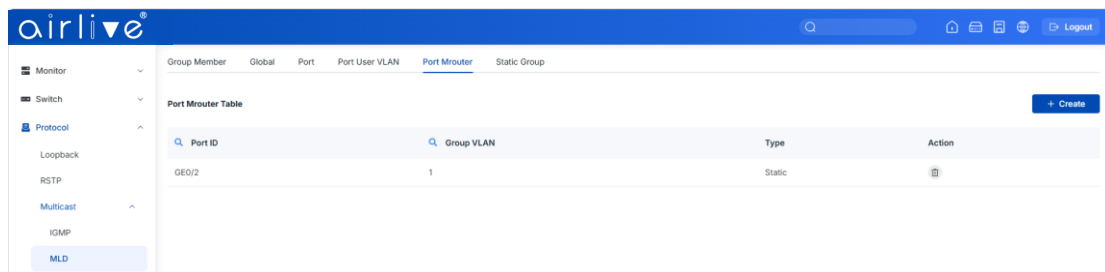 airlive®
Logout
Monitor
Switch
Protocol
Loopback
RSTP
Multicast
IGMP
MLD
Group Member Global Port Port User VLAN Port Mrouter Static Group
Port Mrouter Table
+ Create
Port ID Group VLAN Type Action
GE0/2 1 Static